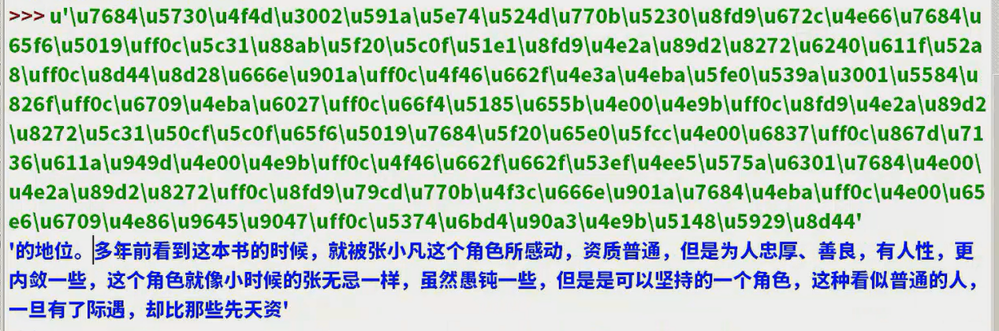 >>> u'\u7684\u5730\u4f4d\u3002\u591a\u5e74\u524d\u770b\u5230\u8fd9\u672c\u4e66\u7684\u
65f6\u5019\uff0c\u5c31\u88ab\u5f20\u5c0f\u51e1\u8fd9\u4e2a\u89d2\u8272\u6240\u611f\u52a
8\uff0c\u8d44\u8d28\u666e\u901a\uff0c\u4f46\u662f\u4e3a\u4eba\u5fe0\u539a\u3001\u5584\u
826f\uff0c\u6709\u4eba\u6027\uff0c\u66f4\u5185\u655b\u4e00\u4e9b\uff0c\u8fd9\u4e2a\u89d2
\u8272\u5c31\u50cf\u5c0f\u65f6\u5019\u7684\u5f20\u65e0\u5fcc\u4e00\u6837\uff0c\u867d\u71
36\u611a\u949d\u4e00\u4e9b\uff0c\u4f46\u662f\u662f\u53ef\u4ee5\u575a\u6301\u7684\u4e00\
u4e2a\u89d2\u8272\uff0c\u8fd9\u79cd\u770b\u4f3c\u666e\u901a\u7684\u4eba\uff0c\u4e00\u65
e6\u6709\u4e86\u9645\u9047\uff0c\u5374\u6bd4\u90a3\u4e9b\u5148\u5929\u8d44'
'的地位。多年前看到这本书的时候，就被张小凡这个角色所感动，资质普通，但是为人忠厚、善良，有人性，更
内敛一些，这个角色就像小时候的张无忌一样，虽然愚钝一些，但是是可以坚持的一个角色，这种看似普通的人，
一旦有了际遇，却比那些先天资'